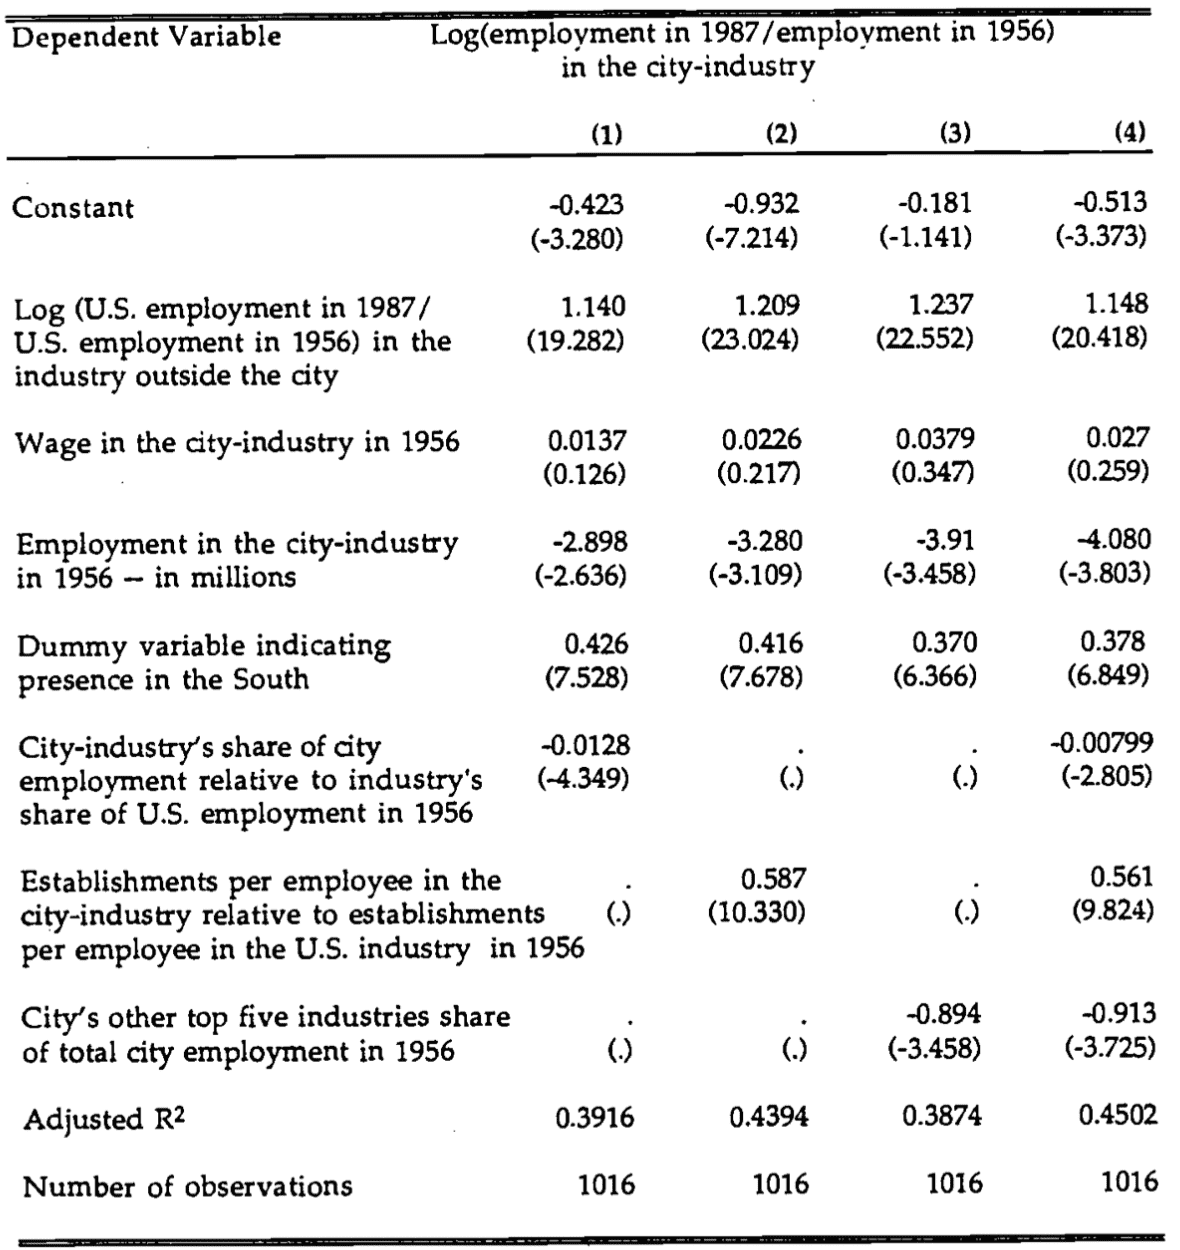 Dependent Variable Log(employment in 1987/employment in 1956)
in the city-industry
(1) (2) (3) (4)
Constant -0.423 -0.932 -0.181 -0.513
(-3.280) (-7.214) (-1.141) (-3.373)
Log (U.S. employment in 1987/ 1.140 1.209 1.237 1.148
U.S. employment in 1956) in the (19.282) (23.024) (22.552) (20.418)
industry outside the city
Wage in the city-industry in 1956 0.0137 0.0226 0.0379 0.027
(0.126) (0.217) (0.347) (0.259)
Employment in the city-industry -2.898 -3.280 -3.91 -4.080
in 1956 – in millions (-2.636) (-3.109) (-3.458) (-3.803)
Dummy variable indicating 0.426 0.416 0.370 0.378
presence in the South (7.528) (7.678) (6.366) (6.849)
City-industry's share of city -0.0128 . . -0.00799
employment relative to industry's (-4.349) (.) (.) (-2.805)
share of U.S. employment in 1956
Establishments per employee in the . 0.587 . 0.561
city-industry relative to establishments (.) (10.330) (.) (9.824)
per employee in the U.S. industry in 1956
City's other top five industries share . . -0.894 -0.913
of total city employment in 1956 (.) (.) (-3.458) (-3.725)
Adjusted R² 0.3916 0.4394 0.3874 0.4502
Number of observations 1016 1016 1016 1016